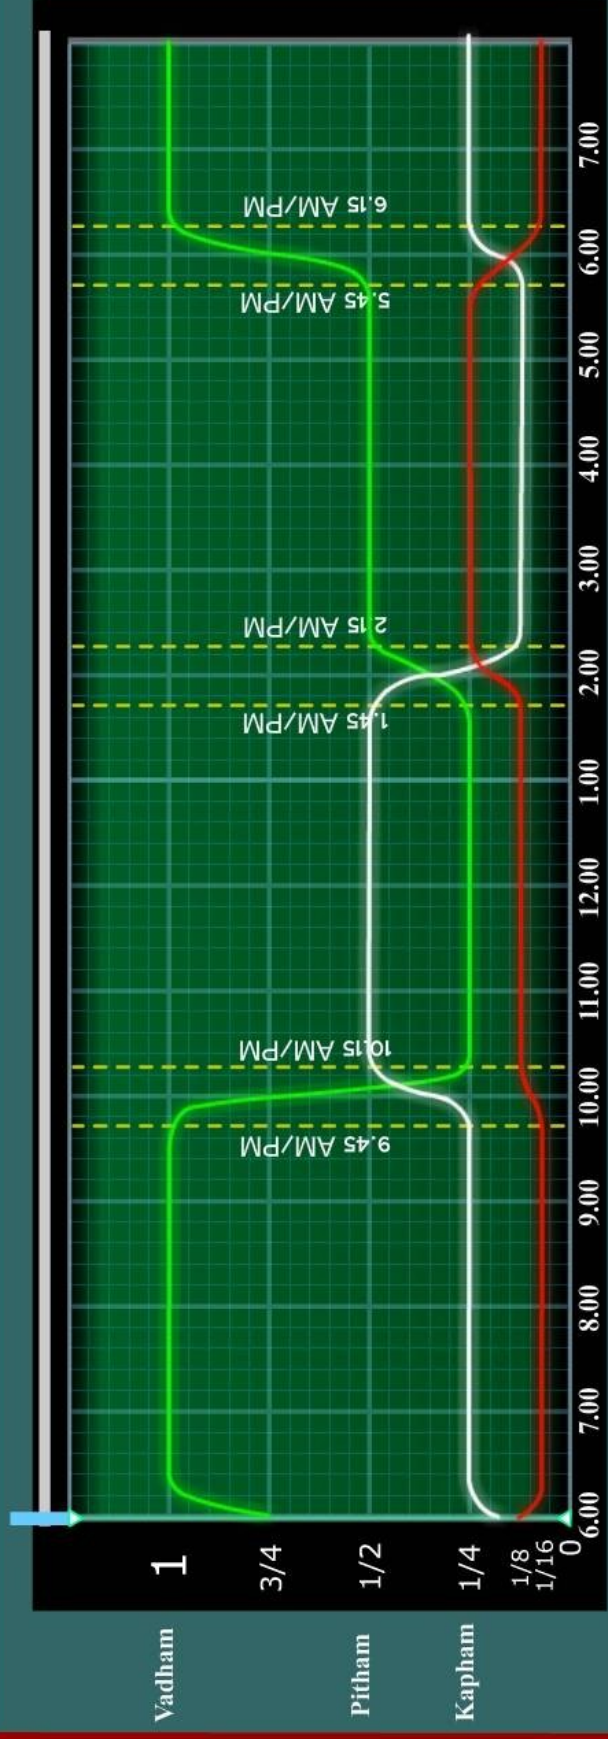 Vadham
Pitham
Kapham
1
3/4
1/2
1/4
1/8
1/16
0
9.45 AM/PM
10.15 AM/PM
1.45 AM/PM
2.15 AM/PM
5.45 AM/PM
6.15 AM/PM
6.00 7.00 8.00 9.00 10.00 11.00 12.00 1.00 2.00 3.00 4.00 5.00 6.00 7.00